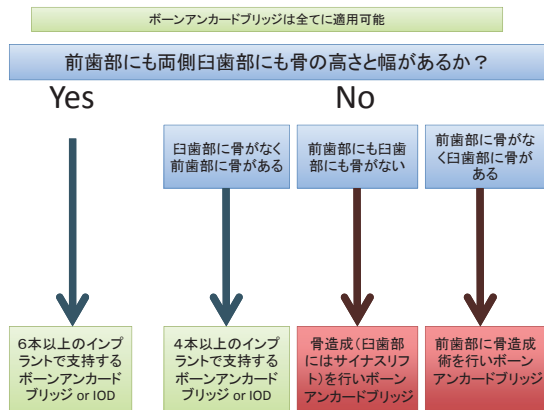 ボーンアンカードブリッジは全てに適用可能
前歯部にも両側臼歯部にも骨の高さと幅があるか？
Yes
No
臼歯部に骨がなく
前歯部に骨がある
前歯部にも臼歯
部にも骨がない
前歯部に骨がな
く臼歯部に骨が
ある
6本以上のインプ
ラントで支持する
ボーンアンカード
ブリッジ or IOD
4本以上のインプ
ラントで支持する
ボーンアンカード
ブリッジ or IOD
骨造成（臼歯部
にはサイナスリフ
ト）を行いボーン
アンカードブリッジ
前歯部に骨造成
術を行いボーン
アンカードブリッジ